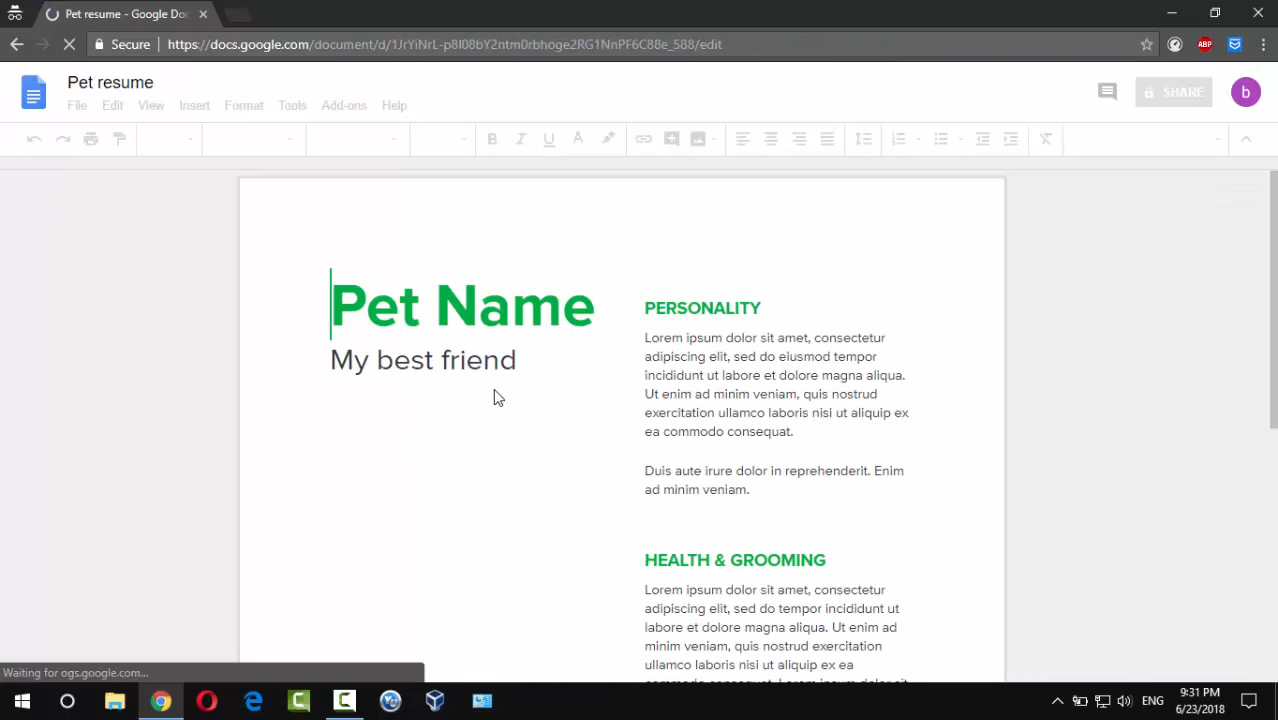 Pet resume - Google Doc
Secure
https://docs.google.com/document/d/1JrYiNrL-p8I08bY2ntm0rbhoge2RG1NnPF6C88e_588/edit
ABP
Pet resume
File Edit View Insert Format Tools Add-ons Help
SHARE
b
B I U A
Pet Name
My best friend
PERSONALITY
Lorem ipsum dolor sit amet, consectetur
adipiscing elit, sed do eiusmod tempor
incididunt ut labore et dolore magna aliqua.
Ut enim ad minim veniam, quis nostrud
exercitation ullamco laboris nisi ut aliquip ex
ea commodo consequat.
Duis aute irure dolor in reprehenderit. Enim
ad minim veniam.
HEALTH & GROOMING
Lorem ipsum dolor sit amet, consectetur
adipiscing elit, sed do tempor incididunt ut
labore et dolore magna aliqua. Ut enim ad
minim veniam, quis nostrud exercitation
ullamco laboris nisi ut aliquip ex ea
Waiting for ogs.google.com...
ENG
9:31 PM
6/23/2018